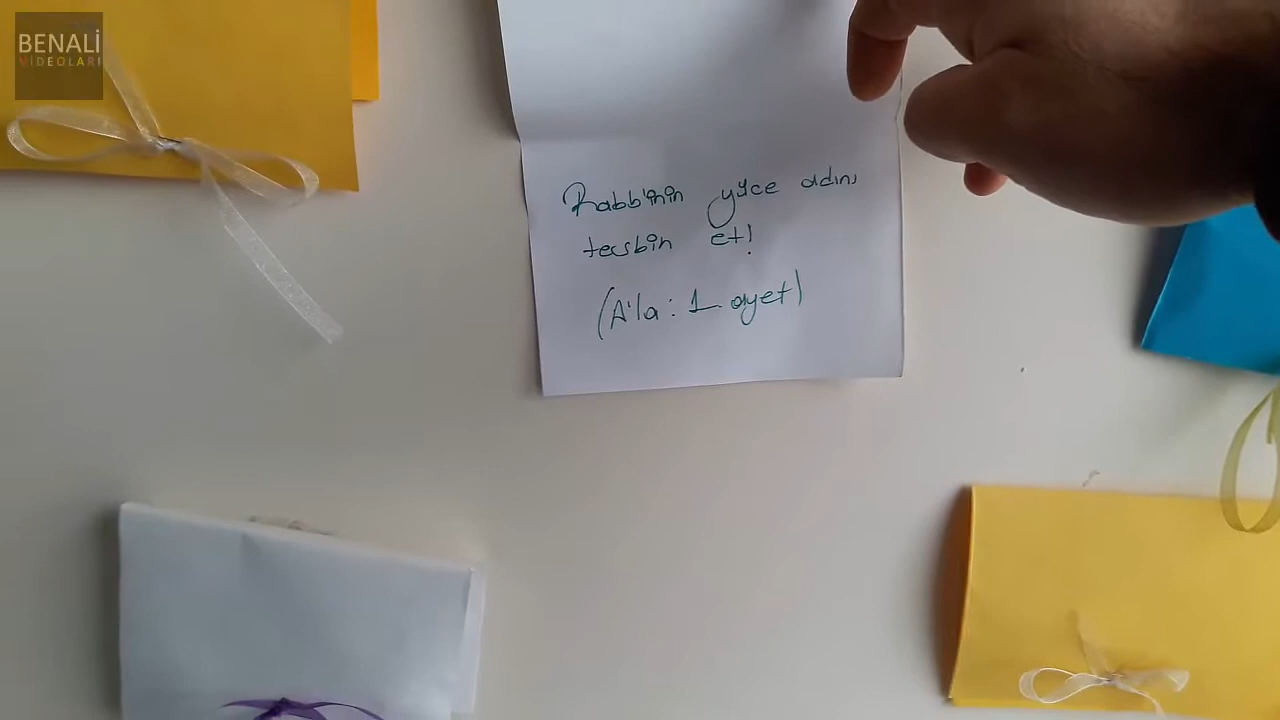 BENALİ
VİDEOLARI
Rabb'inin yüce adını
tesbih et!
(A'la : 1 ayet)